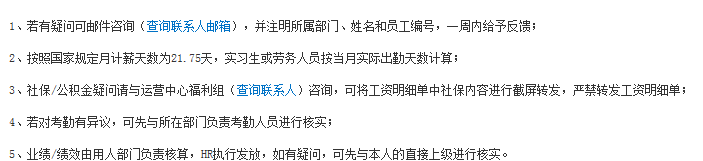 1、若有疑问可邮件咨询（查询联系人邮箱），并注明所属部门、姓名和员工编号，一周内给予反馈；
2、按照国家规定月计薪天数为21.75天，实习生或劳务人员按当月实际出勤天数计算；
3、社保/公积金疑问请与运营中心福利组（查询联系人）咨询，可将工资明细单中社保内容进行截屏转发，严禁转发工资明细单；
4、若对考勤有异议，可先与所在部门负责考勤人员进行核实；
5、业绩/绩效由用人部门负责核算，HR执行发放，如有疑问，可先与本人的直接上级进行核实。